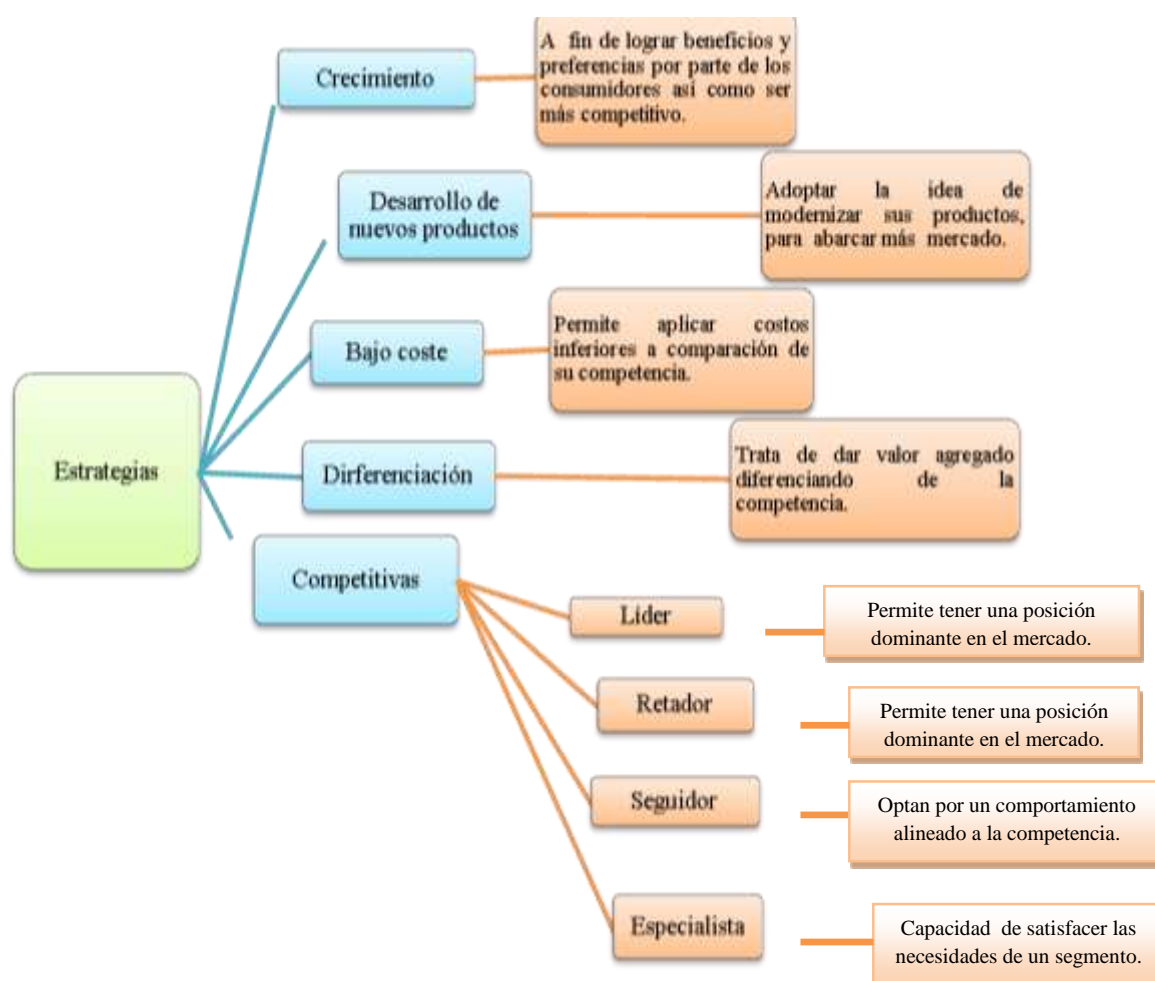 Crecimiento
A fin de lograr beneficios y
preferencias por parte de los
consumidores así como ser
más competitivo.
Desarrollo de
nuevos productos
Adoptar la idea de
modernizar sus productos,
para abarcar más mercado.
Bajo coste
Permite aplicar costos
inferiores a comparación de
su competencia.
Estrategias
Dirferenciación
Trata de dar valor agregado
diferenciando de la
competencia.
Competitivas
Líder
Permite tener una posición
dominante en el mercado.
Retador
Permite tener una posición
dominante en el mercado.
Seguidor
Optan por un comportamiento
alineado a la competencia.
Especialista
Capacidad de satisfacer las
necesidades de un segmento.